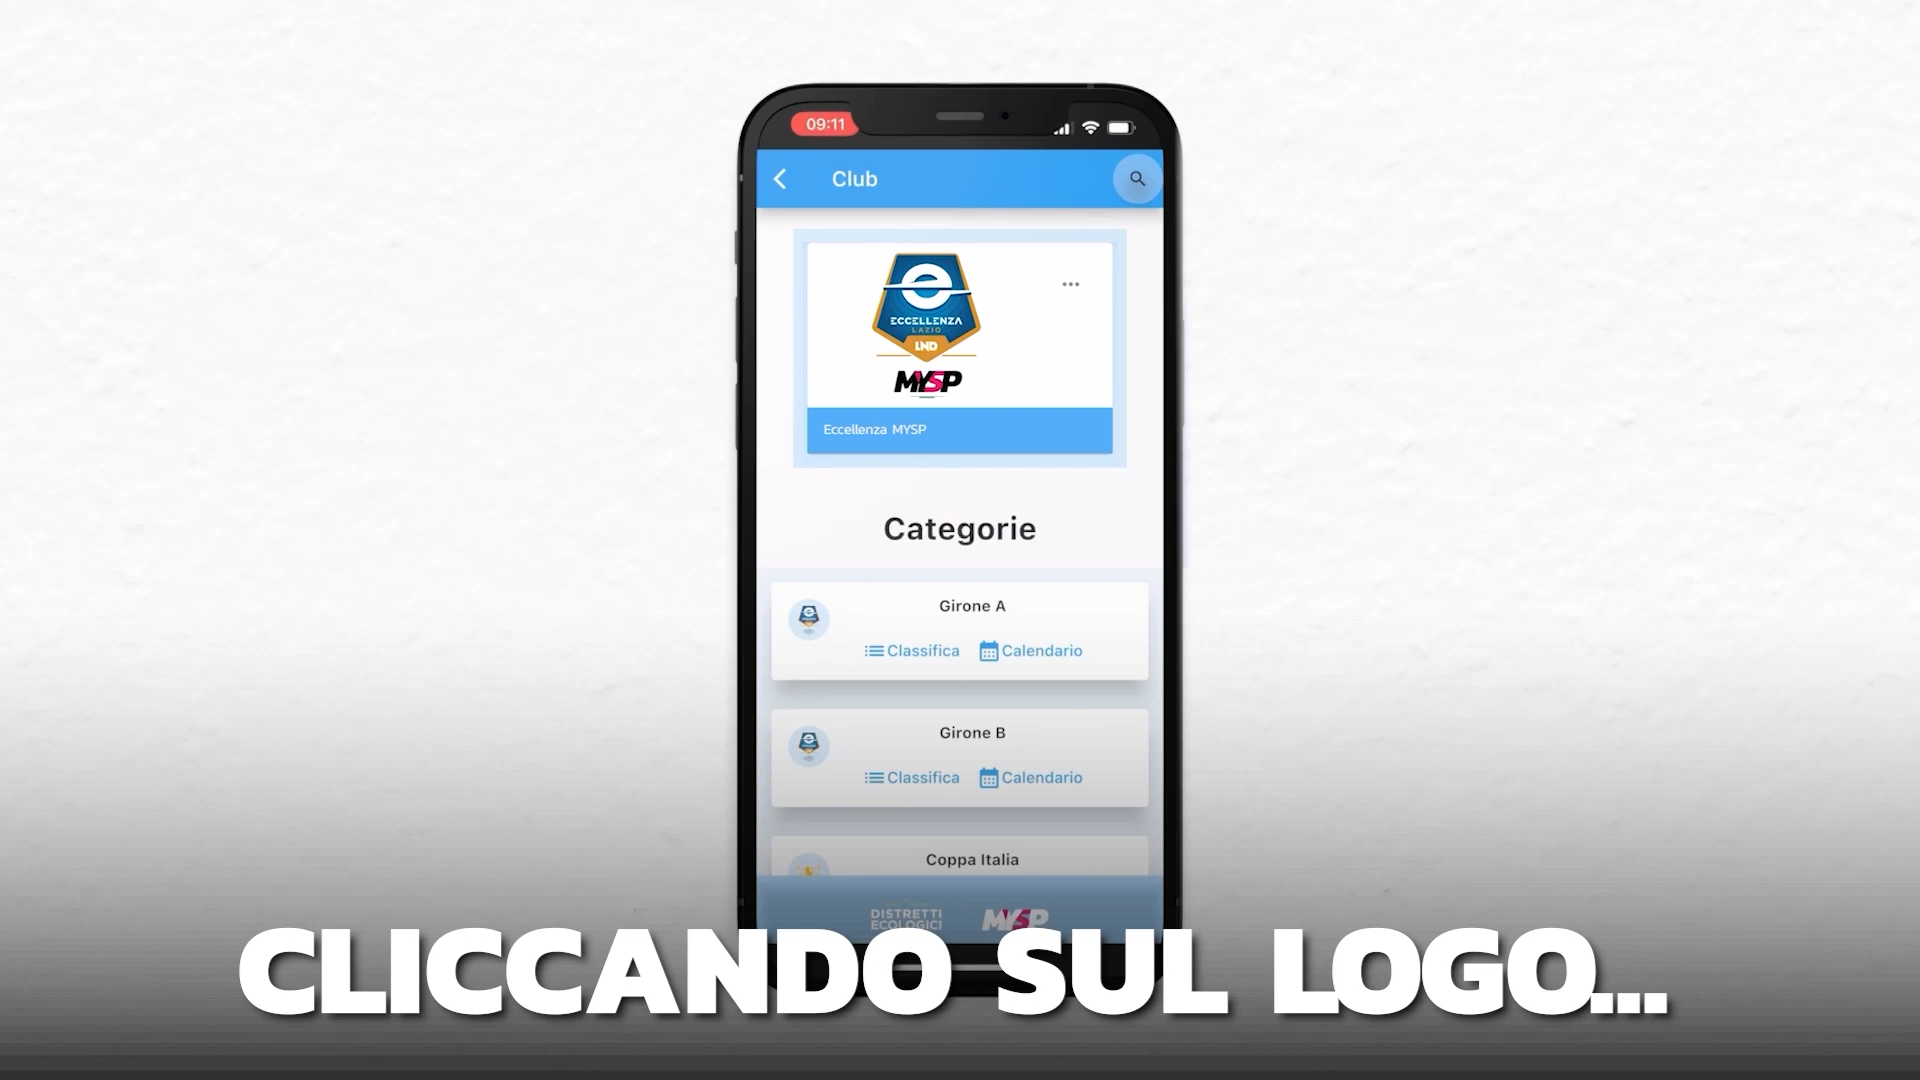 09:11
Club
e
ECCELLENZA
LAZIO
LND
MYSP
Eccellenza MYSP
Categorie
Girone A
Classifica Calendario
Girone B
Classifica Calendario
Coppa Italia
DISTRETTI
ECOLOGICI
MYSP
CLICCANDO SUL LOGO...